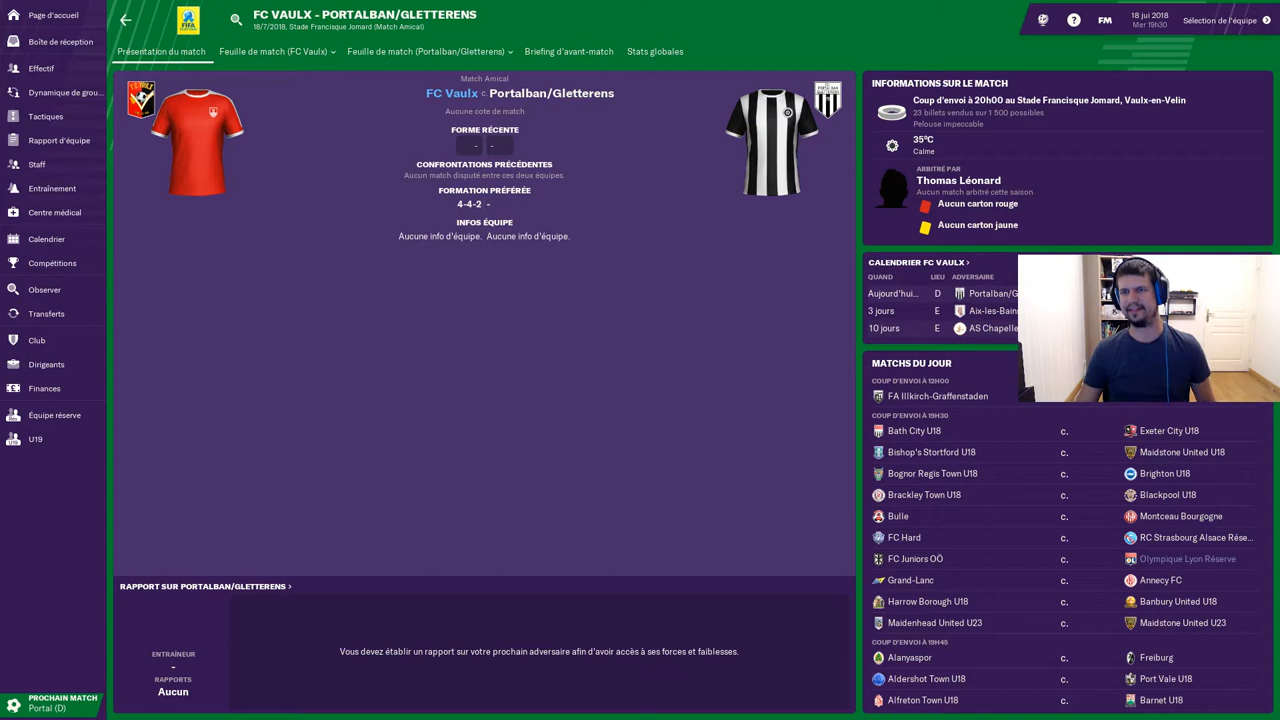 Page d'accueil
Boîte de réception
Effectif
Dynamique de grou...
Tactiques
Rapport d'équipe
Staff
Entraînement
Centre médical
Calendrier
Compétitions
Observer
Transferts
Club
Dirigeants
Finances
Équipe réserve
U19
PROCHAIN MATCH
Portal (D)
FC VAULX - PORTALBAN/GLETTERENS
18/7/2018, Stade Francisque Jomard (Match Amical)
FM
18 jui 2018
Mer 19h30
Sélection de l'équipe
Présentation du match
Feuille de match (FC Vaulx)
Feuille de match (Portalban/Gletterens)
Briefing d'avant-match
Stats globales
Match Amical
FC Vaulx c. Portalban/Gletterens
Aucune cote de match
FORME RÉCENTE
- -
CONFRONTATIONS PRÉCÉDENTES
Aucun match disputé entre ces deux équipes.
FORMATION PRÉFÉRÉE
4-4-2 -
INFOS ÉQUIPE
Aucune info d'équipe. Aucune info d'équipe.
RAPPORT SUR PORTALBAN/GLETTERENS >
ENTRAÎNEUR
-
RAPPORTS
Aucun
Vous devez établir un rapport sur votre prochain adversaire afin d'avoir accès à ses forces et faiblesses.
INFORMATIONS SUR LE MATCH
Coup d'envoi à 20h00 au Stade Francisque Jomard, Vaulx-en-Velin
23 billets vendus sur 1 500 possibles
Pelouse impeccable
35°C
Calme
ARBITRÉ PAR
Thomas Léonard
Aucun match arbitré cette saison
Aucun carton rouge
Aucun carton jaune
CALENDRIER FC VAULX >
QUAND LIEU ADVERSAIRE
Aujourd'hui... D Portalban/G
3 jours E Aix-les-Bain
10 jours E AS Chapelle
MATCHS DU JOUR
COUP D'ENVOI À 12H00
FA Illkirch-Graffenstaden
COUP D'ENVOI À 19H30
Bath City U18 c. Exeter City U18
Bishop's Stortford U18 c. Maidstone United U18
Bognor Regis Town U18 c. Brighton U18
Brackley Town U18 c. Blackpool U18
Bulle c. Montceau Bourgogne
FC Hard c. RC Strasbourg Alsace Rése...
FC Juniors OÖ c. Olympique Lyon Réserve
Grand-Lanc c. Annecy FC
Harrow Borough U18 c. Banbury United U18
Maidenhead United U23 c. Maidstone United U23
COUP D'ENVOI À 19H45
Alanyaspor c. Freiburg
Aldershot Town U18 c. Port Vale U18
Alfreton Town U18 c. Barnet U18